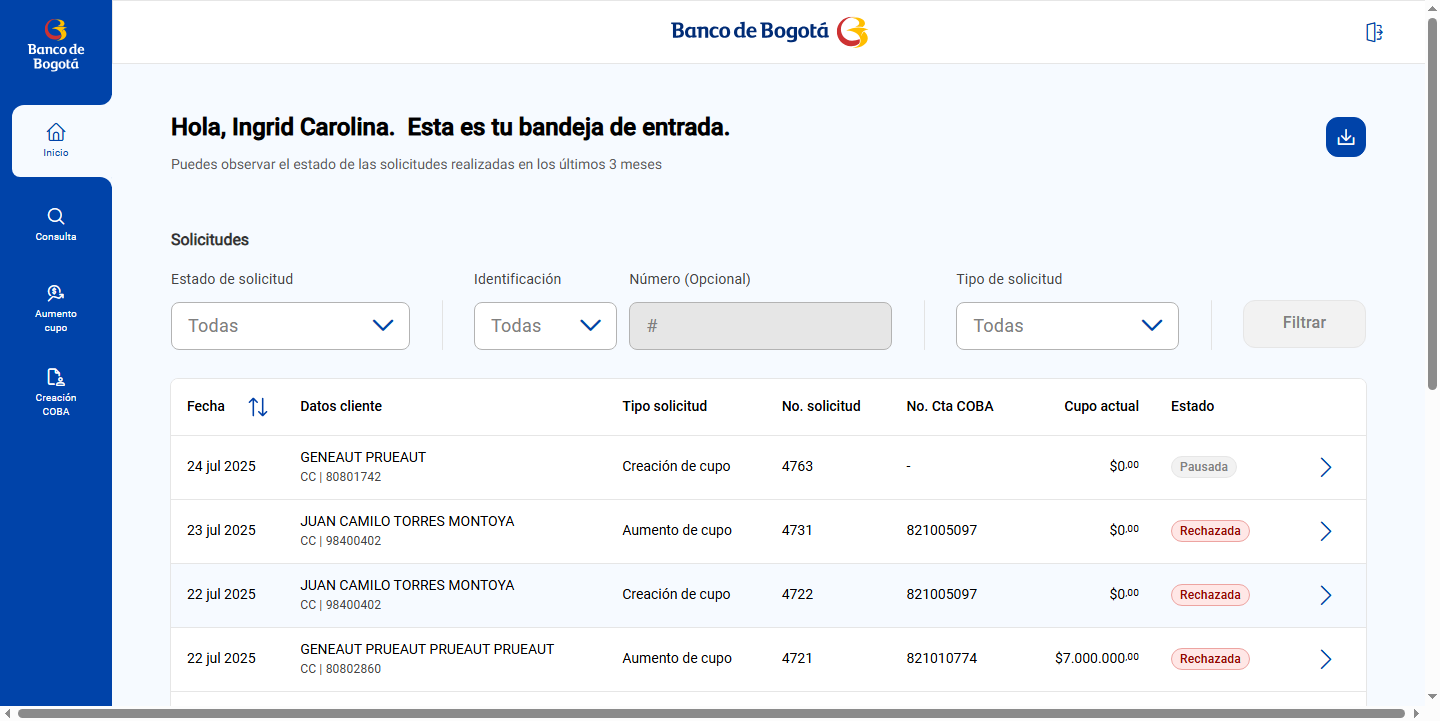 Banco de
Bogotá
Banco de Bogotá
Inicio
Consulta
Aumento
cupo
Creación
COBA
Hola, Ingrid Carolina.  Esta es tu bandeja de entrada.
Puedes observar el estado de las solicitudes realizadas en los últimos 3 meses
Solicitudes
Estado de solicitud Identificación Número (Opcional) Tipo de solicitud
Todas Todas # Todas Filtrar
Fecha Datos cliente Tipo solicitud No. solicitud No. Cta COBA Cupo actual Estado
24 jul 2025 GENEAUT PRUEAUT Creación de cupo 4763 - $0.00 Pausada
CC | 80801742
23 jul 2025 JUAN CAMILO TORRES MONTOYA Aumento de cupo 4731 821005097 $0.00 Rechazada
CC | 98400402
22 jul 2025 JUAN CAMILO TORRES MONTOYA Creación de cupo 4722 821005097 $0.00 Rechazada
CC | 98400402
22 jul 2025 GENEAUT PRUEAUT PRUEAUT PRUEAUT Aumento de cupo 4721 821010774 $7.000.000.00 Rechazada
CC | 80802860